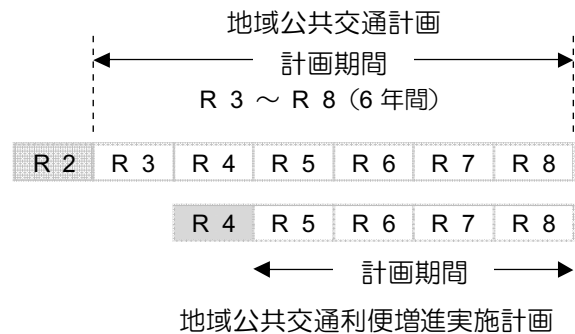 地域公共交通計画
計画期間
R 3 ～ R 8（6 年間）
R 2 R 3 R 4 R 5 R 6 R 7 R 8
R 4 R 5 R 6 R 7 R 8
計画期間
地域公共交通利便増進実施計画